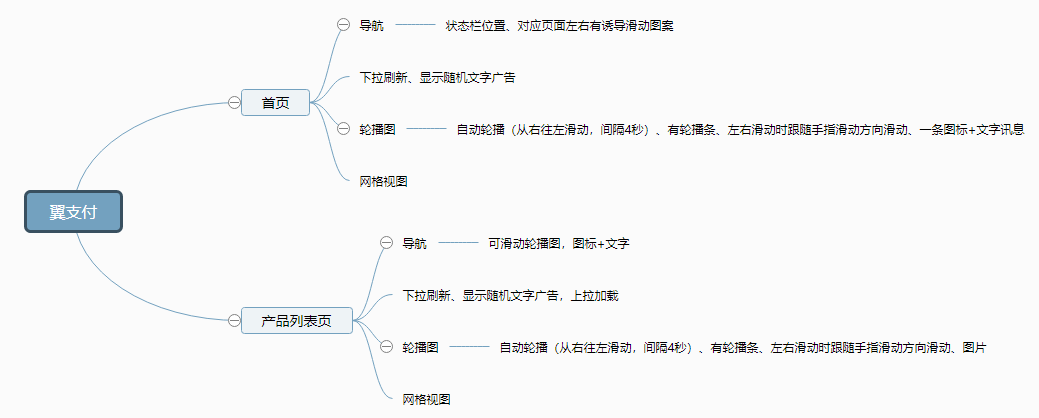 翼支付
首页
导航
状态栏位置、对应页面左右有诱导滑动图案
下拉刷新、显示随机文字广告
轮播图
自动轮播（从右往左滑动，间隔4秒）、有轮播条、左右滑动时跟随手指滑动方向滑动、一条图标+文字讯息
网格视图
产品列表页
导航
可滑动轮播图，图标+文字
下拉刷新、显示随机文字广告，上拉加载
轮播图
自动轮播（从右往左滑动，间隔4秒）、有轮播条、左右滑动时跟随手指滑动方向滑动、图片
网格视图